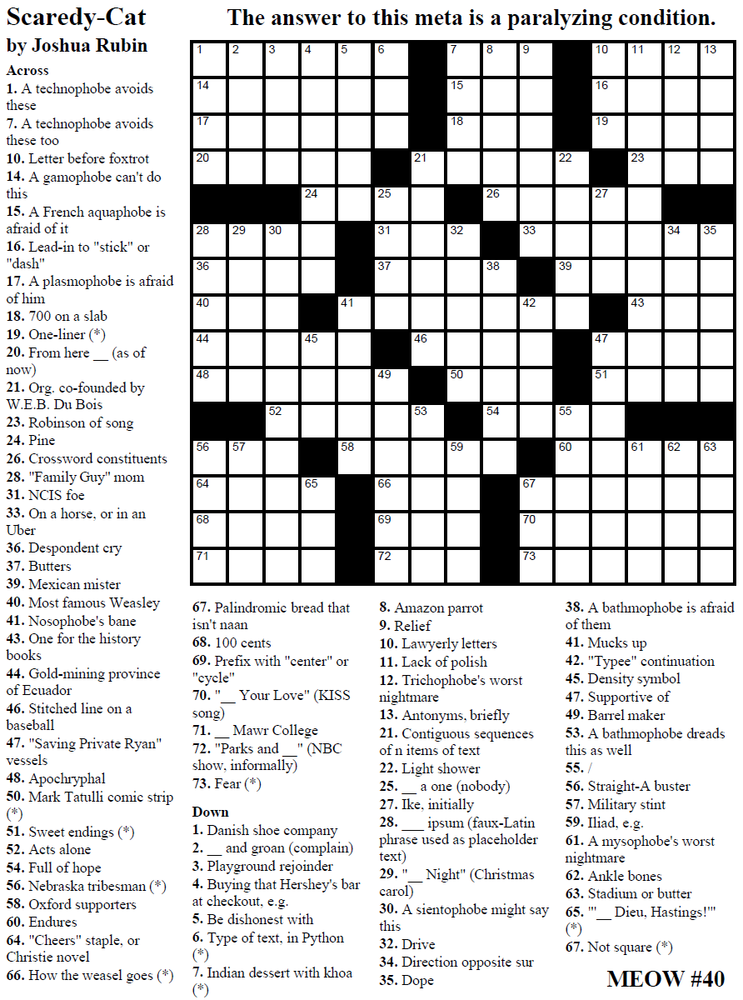 Scaredy-Cat
The answer to this meta is a paralyzing condition.
by Joshua Rubin
Across
1. A technophobe avoids
these
7. A technophobe avoids
these too
10. Letter before foxtrot
14. A gamophobe can't do
this
15. A French aquaphobe is
afraid of it
16. Lead-in to "stick" or
"dash"
17. A plasmophobe is afraid
of him
18. 700 on a slab
19. One-liner (*)
20. From here __ (as of
now)
21. Org. co-founded by
W.E.B. Du Bois
23. Robinson of song
24. Pine
26. Crossword constituents
28. "Family Guy" mom
31. NCIS foe
33. On a horse, or in an
Uber
36. Despondent cry
37. Butters
39. Mexican mister
40. Most famous Weasley
41. Nosophobe's bane
43. One for the history
books
44. Gold-mining province
of Ecuador
46. Stitched line on a
baseball
47. "Saving Private Ryan"
vessels
48. Apochryphal
50. Mark Tatulli comic strip
(*)
51. Sweet endings (*)
52. Acts alone
54. Full of hope
56. Nebraska tribesman (*)
58. Oxford supporters
60. Endures
64. "Cheers" staple, or
Christie novel
66. How the weasel goes (*)
1 2 3 4 5 6 7 8 9 10 11 12 13
14 15 16
17 18 19
20 21 22 23
24 25 26 27
28 29 30 31 32 33 34 35
36 37 38 39
40 41 42 43
44 45 46 47
48 49 50 51
52 53 54 55
56 57 58 59 60 61 62 63
64 65 66 67
68 69 70
71 72 73
67. Palindromic bread that
isn't naan
68. 100 cents
69. Prefix with "center" or
"cycle"
70. "__ Your Love" (KISS
song)
71. __ Mawr College
72. "Parks and __" (NBC
show, informally)
73. Fear (*)
Down
1. Danish shoe company
2. __ and groan (complain)
3. Playground rejoinder
4. Buying that Hershey's bar
at checkout, e.g.
5. Be dishonest with
6. Type of text, in Python
(*)
7. Indian dessert with khoa
(*)
8. Amazon parrot
9. Relief
10. Lawyerly letters
11. Lack of polish
12. Trichophobe's worst
nightmare
13. Antonyms, briefly
21. Contiguous sequences
of n items of text
22. Light shower
25. __ a one (nobody)
27. Ike, initially
28. ___ ipsum (faux-Latin
phrase used as placeholder
text)
29. "__ Night" (Christmas
carol)
30. A sientophobe might say
this
32. Drive
34. Direction opposite sur
35. Dope
38. A bathmophobe is afraid
of them
41. Mucks up
42. "Typee" continuation
45. Density symbol
47. Supportive of
49. Barrel maker
53. A bathmophobe dreads
this as well
55. /
56. Straight-A buster
57. Military stint
59. Iliad, e.g.
61. A mysophobe's worst
nightmare
62. Ankle bones
63. Stadium or butter
65. "'__ Dieu, Hastings!'"
(*)
67. Not square (*)
MEOW #40